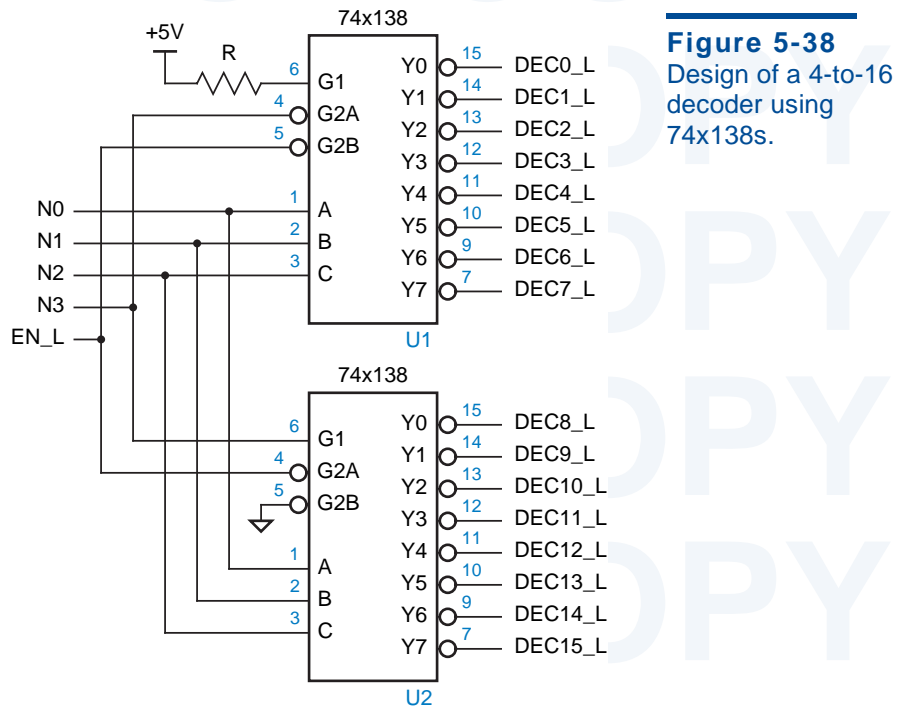 74x138
+5V
R
6
G1
4
G2A
5
G2B
N0
1
A
N1
2
B
N2
3
C
N3
EN_L
Y0
15
DEC0_L
Y1
14
DEC1_L
Y2
13
DEC2_L
Y3
12
DEC3_L
Y4
11
DEC4_L
Y5
10
DEC5_L
Y6
9
DEC6_L
Y7
7
DEC7_L
U1
74x138
6
G1
4
G2A
5
G2B
1
A
2
B
3
C
Y0
15
DEC8_L
Y1
14
DEC9_L
Y2
13
DEC10_L
Y3
12
DEC11_L
Y4
11
DEC12_L
Y5
10
DEC13_L
Y6
9
DEC14_L
Y7
7
DEC15_L
U2
Figure 5-38
Design of a 4-to-16
decoder using
74x138s.
OPY
OPY
OPY
OPY